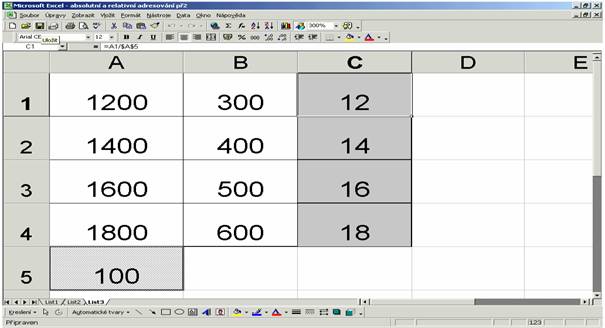 Microsoft Excel - absolutní a relativní adresování př2
Soubor Úpravy Zobrazit Vložit Formát Nástroje Data Okno Nápověda
300%
Arial CE 12 B I U % 000
Uložit
C1 = =A1/$A$5
A B C D E
1 1200 300 12
2 1400 400 14
3 1600 500 16
4 1800 600 18
5 100
List1 List2 List3
Kreslení Automatické tvary
Připraven 123